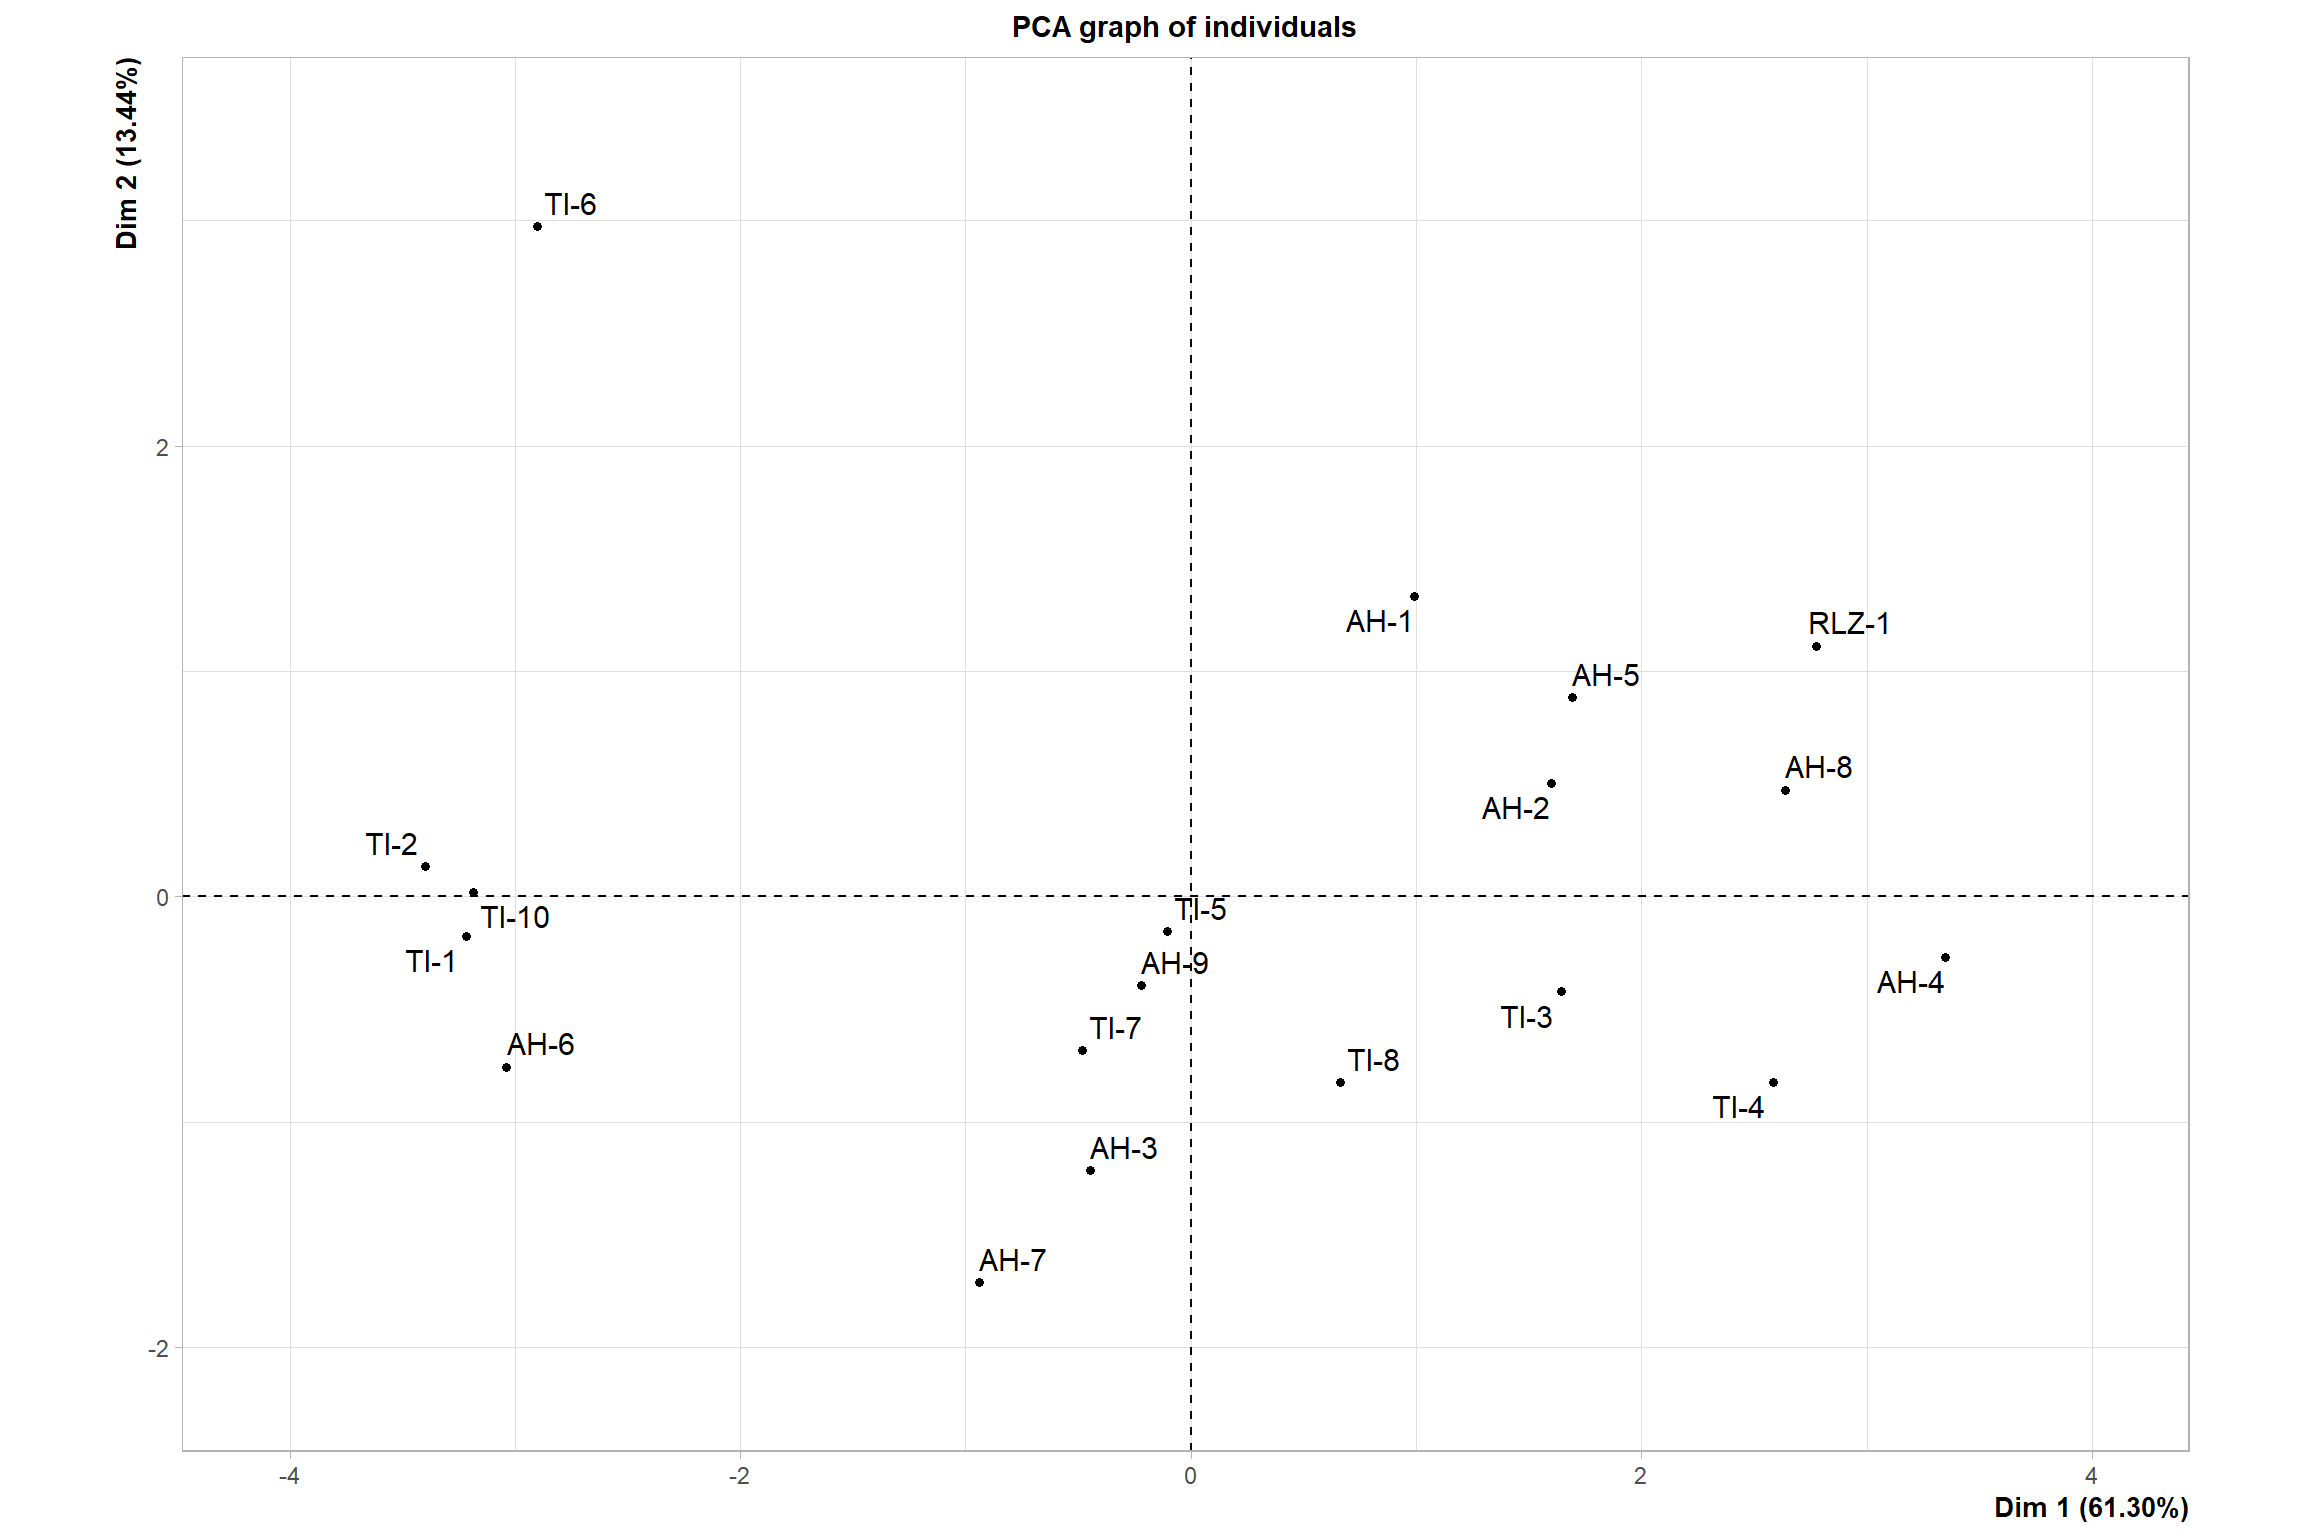 PCA graph of individuals
Dim 2 (13.44%)
TI-6
2
AH-1
RLZ-1
AH-5
AH-8
AH-2
TI-2
0
TI-10
TI-5
TI-1
AH-9
AH-4
TI-3
TI-7
AH-6
TI-8
TI-4
AH-3
AH-7
-2
-4 -2 0 2 4
Dim 1 (61.30%)